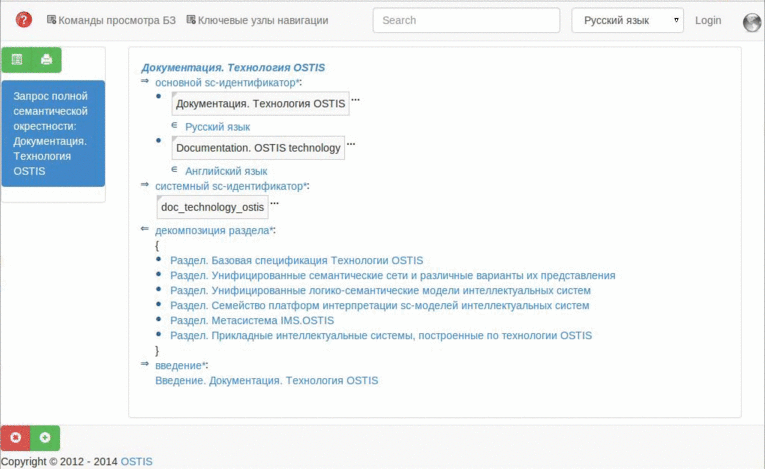 Команды просмотра БЗ Ключевые узлы навигации Search Русский язык Login
Запрос полной
семантической
окрестности:
Документация.
Технология
OSTIS
Документация. Технология OSTIS
⇒ основной sc-идентификатор*:
• Документация. Технология OSTIS ...
∈ Русский язык
• Documentation. OSTIS technology ...
∈ Английский язык
⇒ системный sc-идентификатор*:
doc_technology_ostis ...
⇐ декомпозиция раздела*:
{
• Раздел. Базовая спецификация Технологии OSTIS
• Раздел. Унифицированные семантические сети и различные варианты их представления
• Раздел. Унифицированные логико-семантические модели интеллектуальных систем
• Раздел. Семейство платформ интерпретации sc-моделей интеллектуальных систем
• Раздел. Метасистема IMS.OSTIS
• Раздел. Прикладные интеллектуальные системы, построенные по технологии OSTIS
}
⇒ введение*:
Введение. Документация. Технология OSTIS
Copyright © 2012 - 2014 OSTIS